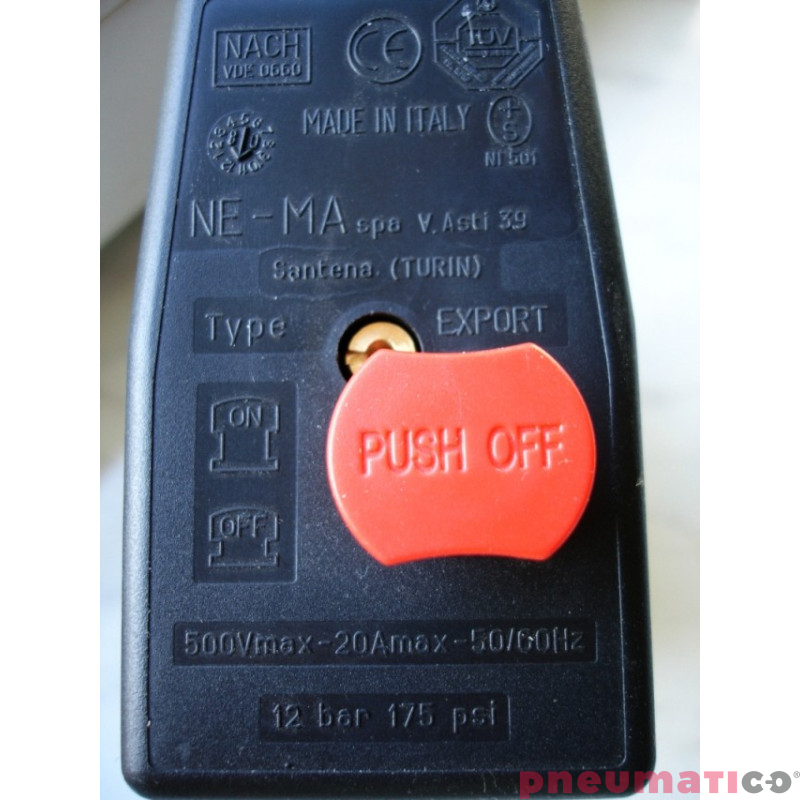 NACH
VDE 0660
CE
TÜV
MADE IN ITALY
+
S
NE-MA spa V. Asti 39
Santena. (TURIN)
Type EXPORT
ON
PUSH OFF
OFF
500Vmax-20Amax-50/60Hz
12 bar 175 psi
pneumatic®